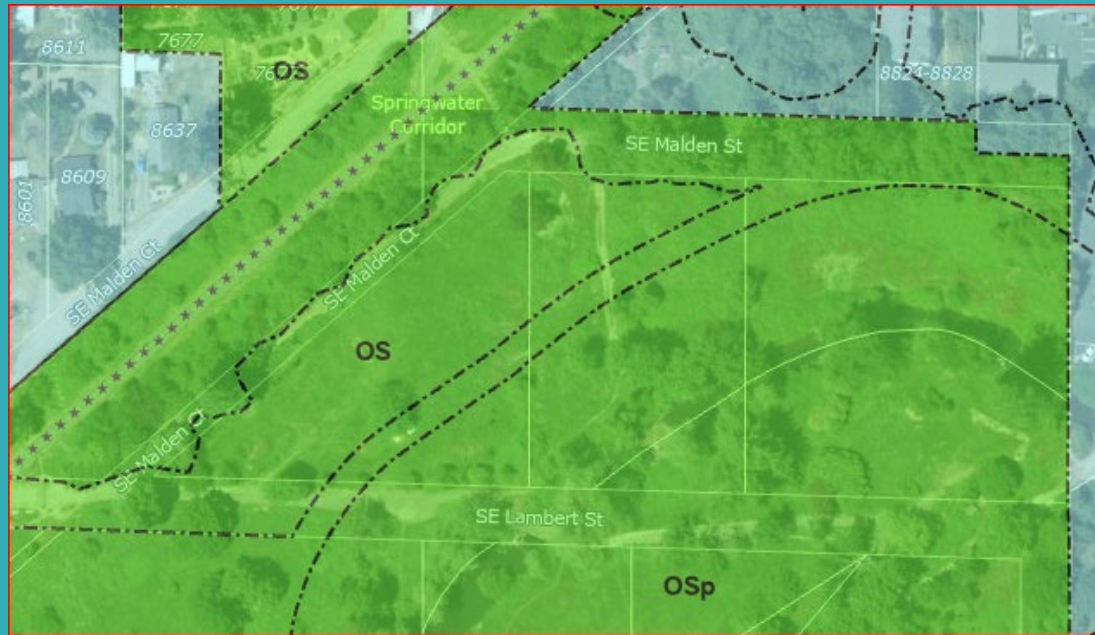 8611
7677
OS
Springwater
Corridor
8824-8828
8637
SE Malden St
8609
8601
SE Malden Ct
SE Malden Ct
OS
SE Malden Ct
SE Lambert St
OSp